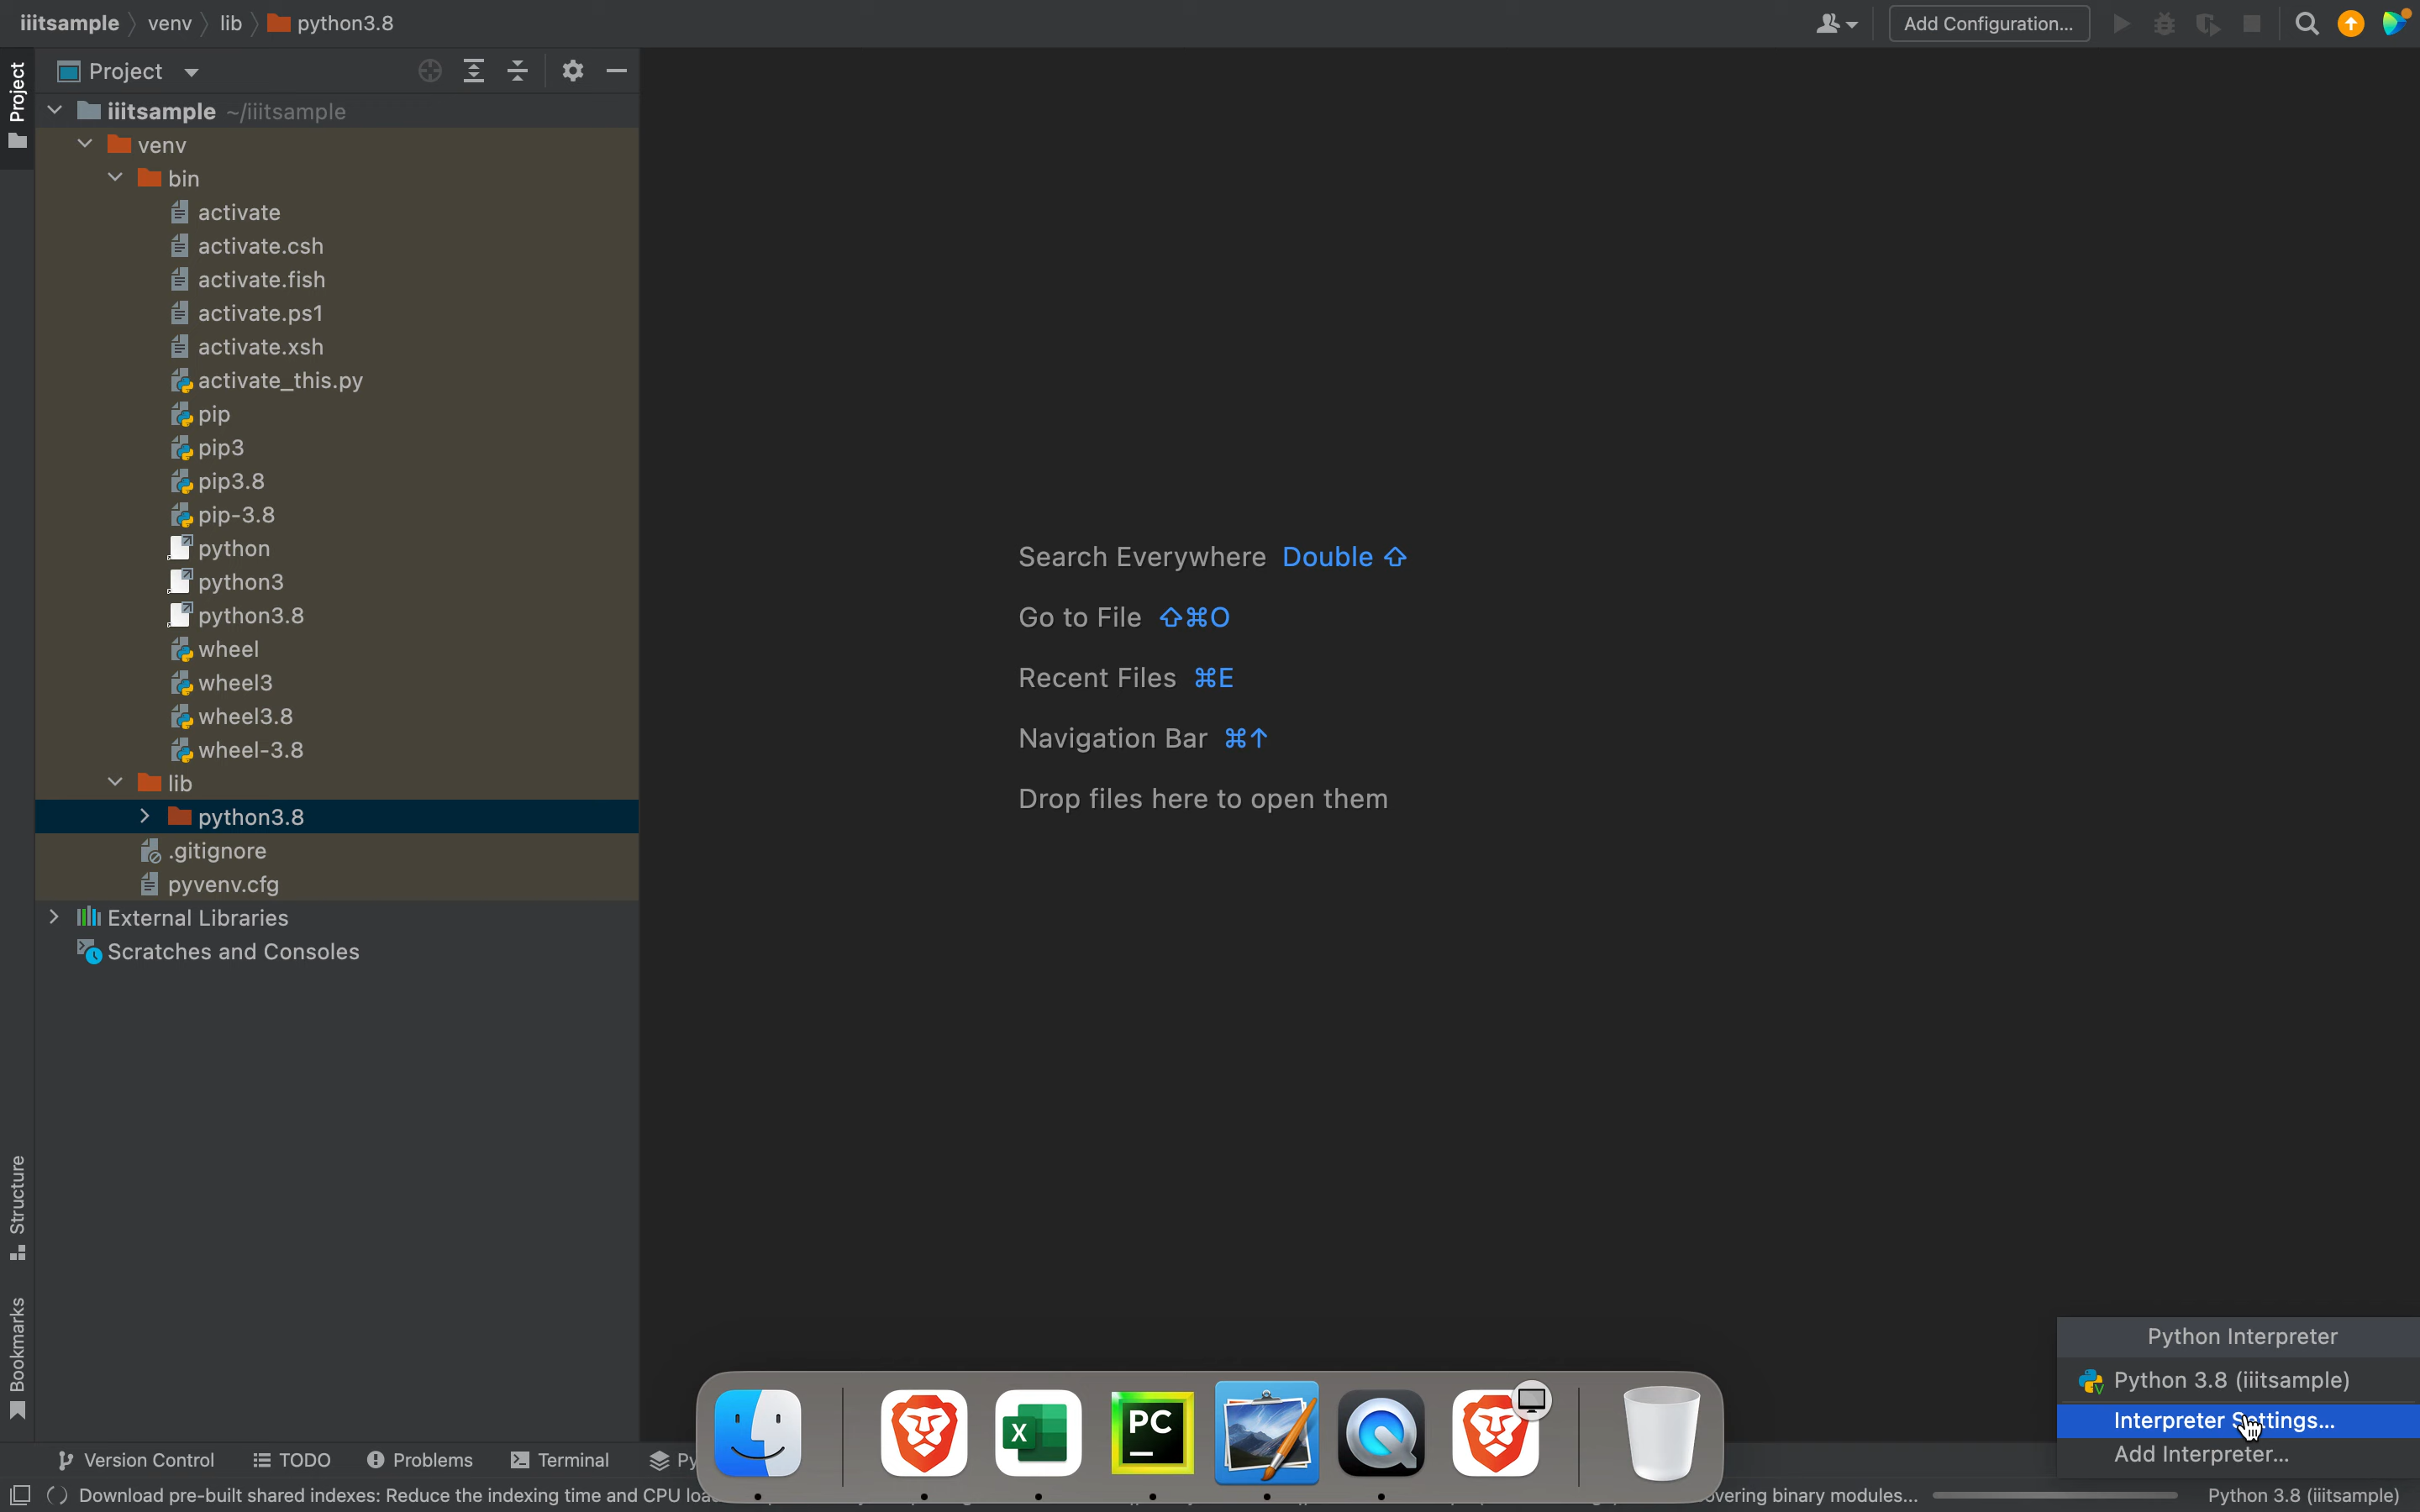 iiitsample venv lib python3.8
Add Configuration...
Project
Project
iiitsample ~/iiitsample
venv
bin
activate
activate.csh
activate.fish
activate.ps1
activate.xsh
activate_this.py
pip
pip3
pip3.8
pip-3.8
python
python3
python3.8
wheel
wheel3
wheel3.8
wheel-3.8
lib
python3.8
.gitignore
pyvenv.cfg
External Libraries
Scratches and Consoles
Search Everywhere Double ⇧
Go to File ⇧⌘O
Recent Files ⌘E
Navigation Bar ⌘↑
Drop files here to open them
Structure
Bookmarks
Python Interpreter
Python 3.8 (iiitsample)
Interpreter Settings...
Add Interpreter...
X
PC
Version Control TODO Problems Terminal Py
Download pre-built shared indexes: Reduce the indexing time and CPU loa
overing binary modules... Python 3.8 (iiitsample)